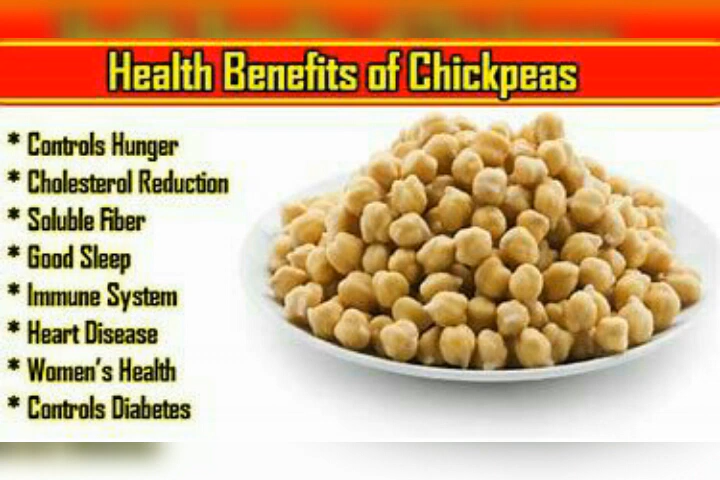 Health Benefits of Chickpeas
* Controls Hunger
* Cholesterol Reduction
* Soluble Fiber
* Good Sleep
* Immune System
* Heart Disease
* Women's Health
* Controls Diabetes